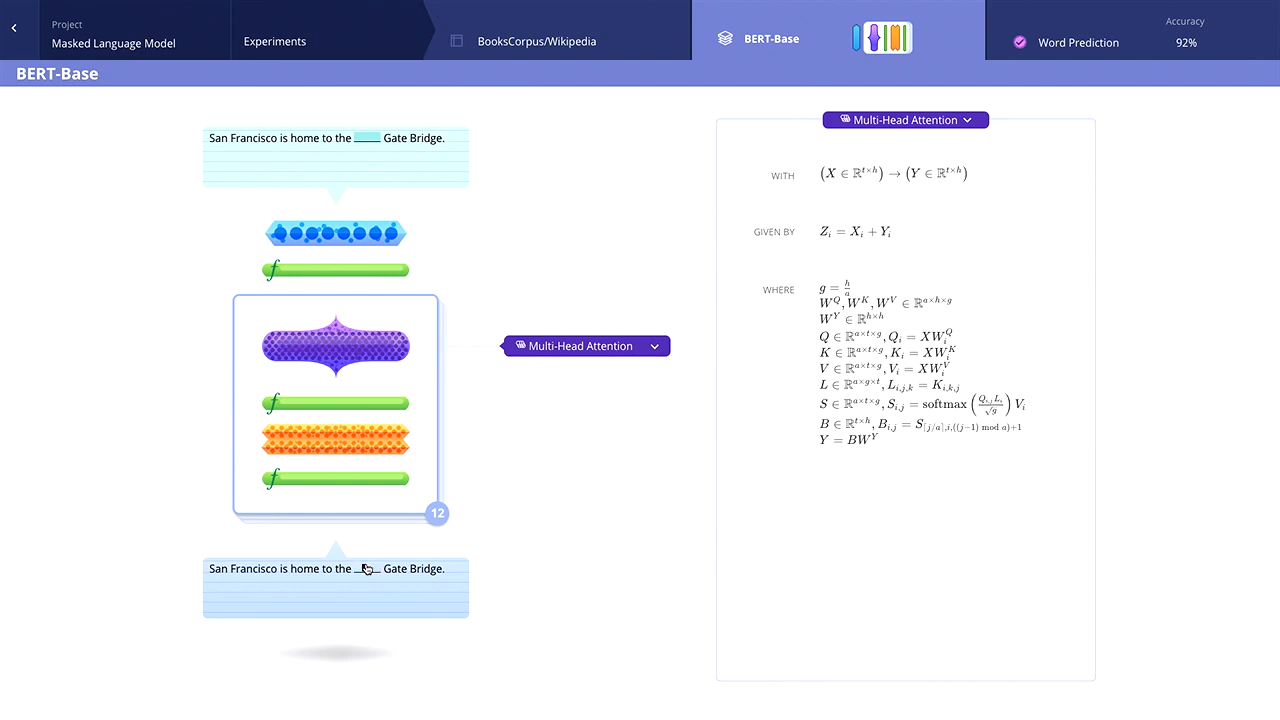 Project
Masked Language Model
Experiments
BooksCorpus/Wikipedia
BERT-Base
Word Prediction
Accuracy
92%
BERT-Base
San Francisco is home to the ____ Gate Bridge.
f
f
f
12
San Francisco is home to the ____ Gate Bridge.
Multi-Head Attention
Multi-Head Attention
WITH (X ∈ ℝ^{t×h}) → (Y ∈ ℝ^{t×h})
GIVEN BY Z_i = X_i + Y_i
WHERE g = h/a
W^Q, W^K, W^V ∈ ℝ^{a×h×g}
W^Y ∈ ℝ^{h×h}
Q ∈ ℝ^{a×t×g}, Q_i = XW_i^Q
K ∈ ℝ^{a×t×g}, K_i = XW_i^K
V ∈ ℝ^{a×t×g}, V_i = XW_i^V
L ∈ ℝ^{a×g×t}, L_{i,j,k} = K_{i,k,j}
S ∈ ℝ^{a×t×g}, S_{i,j} = softmax(Q_{i,j}L_i/√g) V_i
B ∈ ℝ^{t×h}, B_{i,j} = S_{⌈j/a⌉,i,((j−1) mod a)+1}
Y = BW^Y